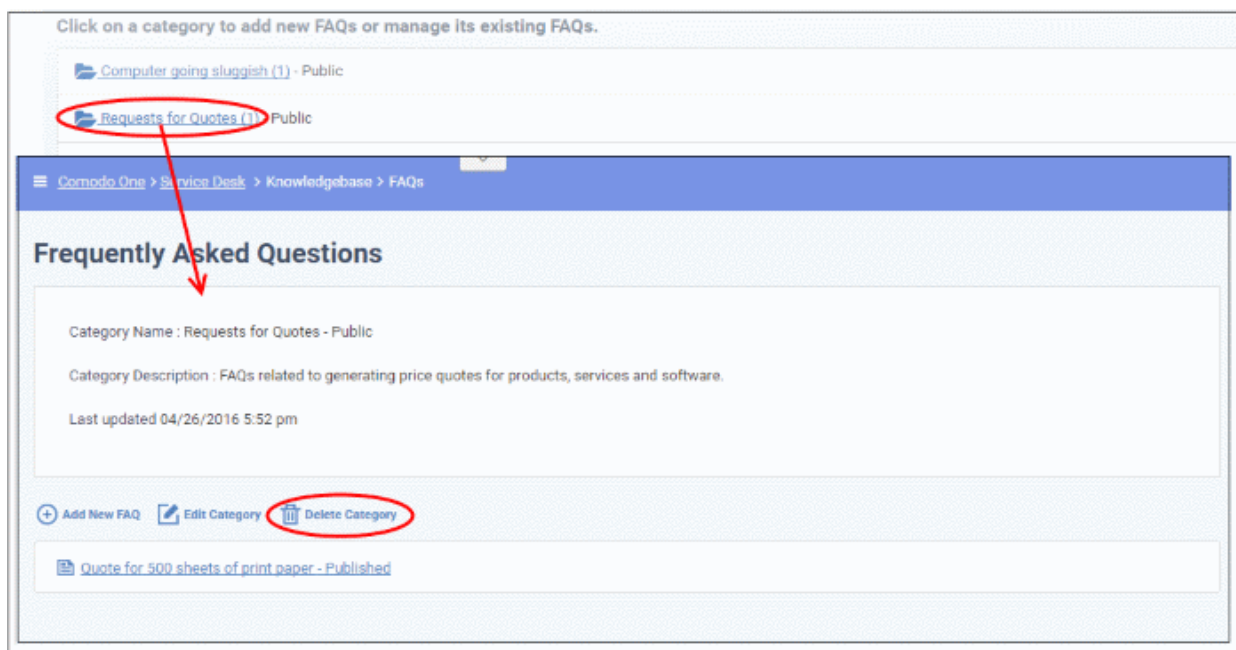 Click on a category to add new FAQs or manage its existing FAQs.
Computer going sluggish (1) - Public
Requests for Quotes (1) - Public
Comodo One > Service Desk > Knowledgebase > FAQs
Frequently Asked Questions
Category Name : Requests for Quotes - Public
Category Description : FAQs related to generating price quotes for products, services and software.
Last updated 04/26/2016 5:52 pm
Add New FAQ Edit Category Delete Category
Quote for 500 sheets of print paper - Published